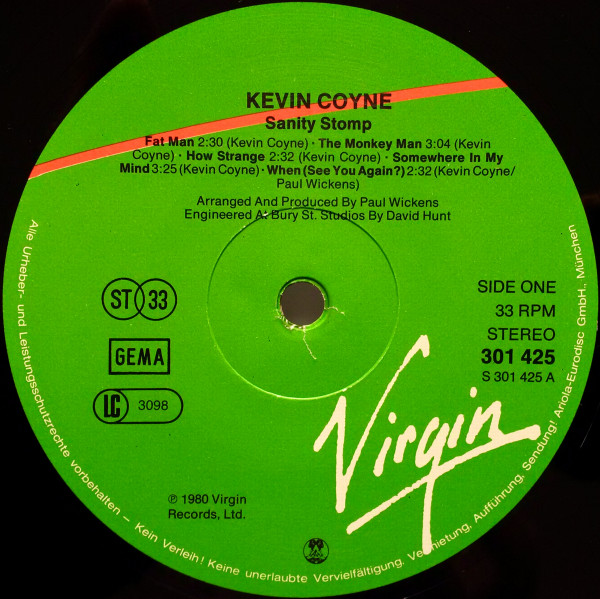 KEVIN COYNE
Sanity Stomp
Fat Man 2:30 (Kevin Coyne) · The Monkey Man 3:04 (Kevin
Coyne) · How Strange 2:32 (Kevin Coyne) · Somewhere In My
Mind 3:25 (Kevin Coyne) · When (See You Again?) 2:32 (Kevin Coyne/
Paul Wickens)
Arranged And Produced By Paul Wickens
Engineered At Bury St. Studios By David Hunt
ST 33
GEMA
LC 3098
SIDE ONE
33 RPM
STEREO
301 425
S 301 425 A
Virgin
℗ 1980 Virgin
Records, Ltd.
Alle Urheber- und Leistungsschutzrechte vorbehalten – Kein Verleih! Keine unerlaubte Vervielfältigung, Vermietung, Aufführung, Sendung! Ariola-Eurodisc GmbH., München